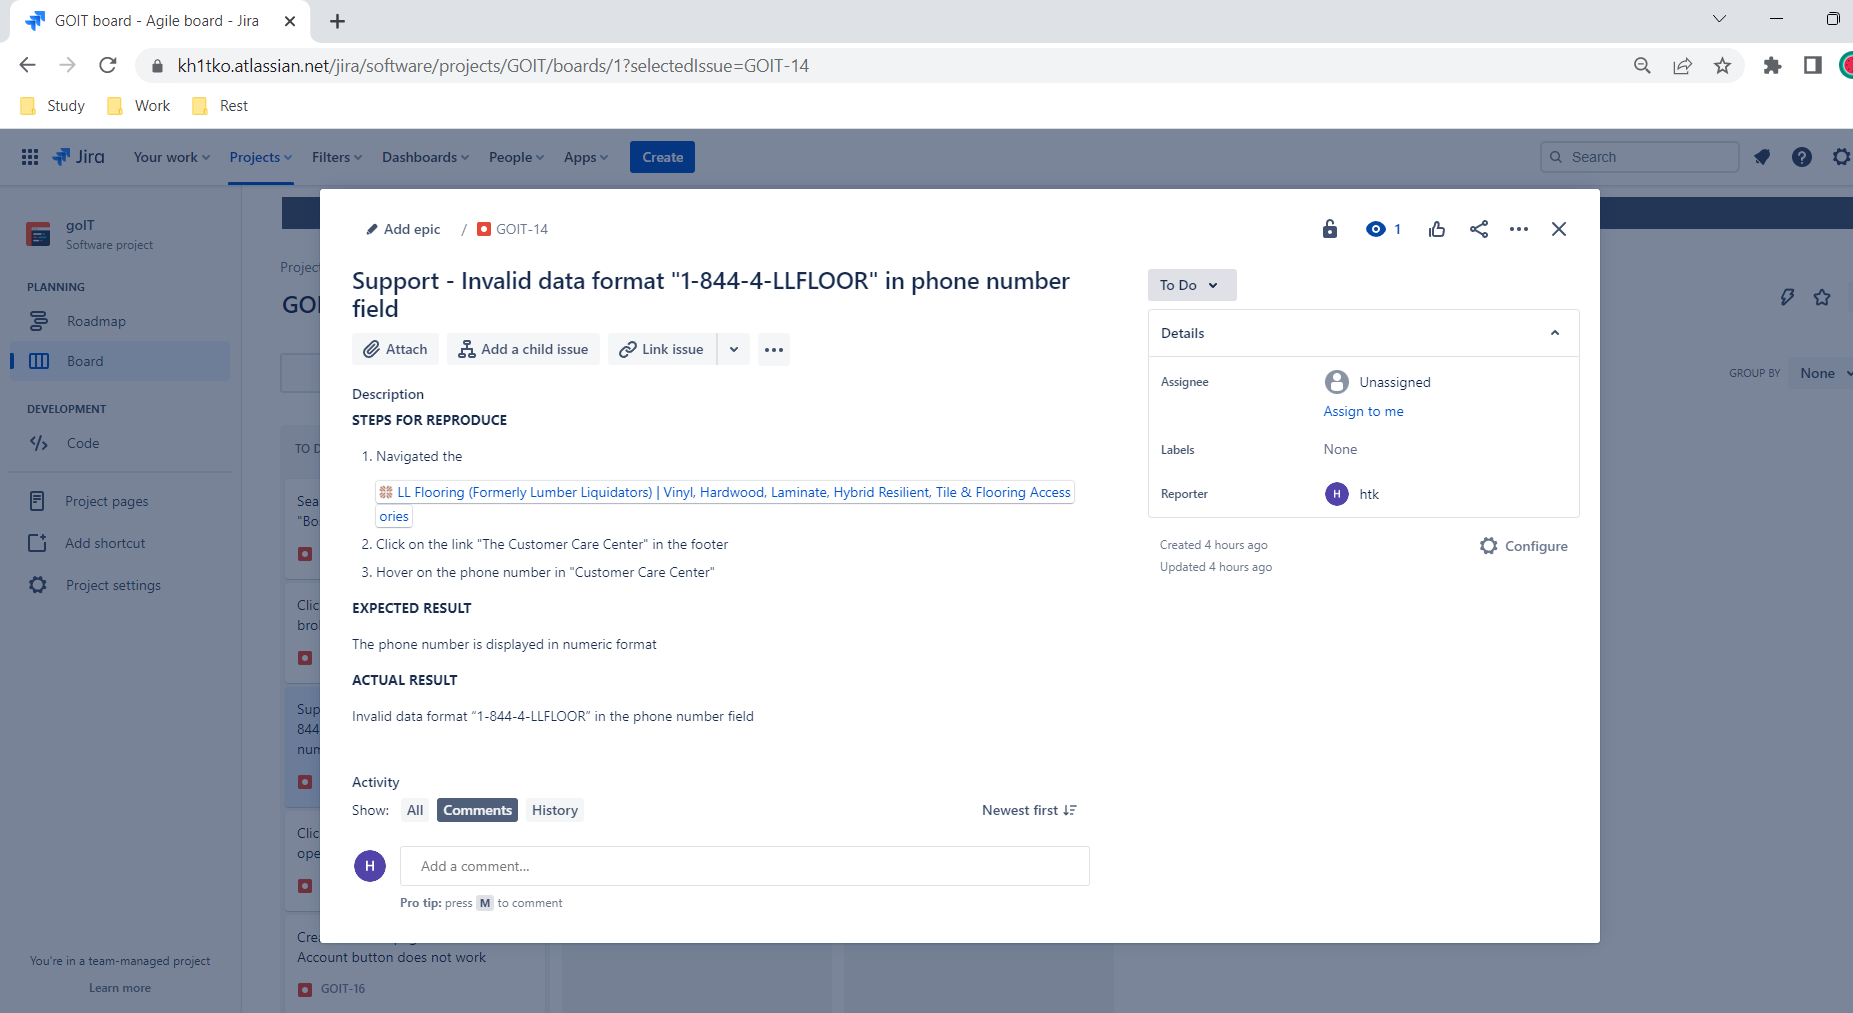 GOIT board - Agile board - Jira
kh1tko.atlassian.net/jira/software/projects/GOIT/boards/1?selectedIssue=GOIT-14
Study Work Rest
Jira Your work Projects Filters Dashboards People Apps Create Search
goIT
Software project
PLANNING
Roadmap
Board
DEVELOPMENT
Code
Project pages
Add shortcut
Project settings
You're in a team-managed project
Learn more
Projec
GO
TO D
Sea
"Bo
Clic
bro
Sup
844
num
Clic
ope
Crea
Account button does not work
GOIT-16
GROUP BY None
Add epic / GOIT-14
1
Support - Invalid data format "1-844-4-LLFLOOR" in phone number
field
Attach Add a child issue Link issue
Description
STEPS FOR REPRODUCE
1. Navigated the
LL Flooring (Formerly Lumber Liquidators) | Vinyl, Hardwood, Laminate, Hybrid Resilient, Tile & Flooring Access
ories
2. Click on the link "The Customer Care Center" in the footer
3. Hover on the phone number in "Customer Care Center"
EXPECTED RESULT
The phone number is displayed in numeric format
ACTUAL RESULT
Invalid data format “1-844-4-LLFLOOR” in the phone number field
Activity
Show: All Comments History Newest first
H Add a comment...
Pro tip: press M to comment
To Do
Details
Assignee Unassigned
Assign to me
Labels None
Reporter H htk
Created 4 hours ago
Updated 4 hours ago
Configure